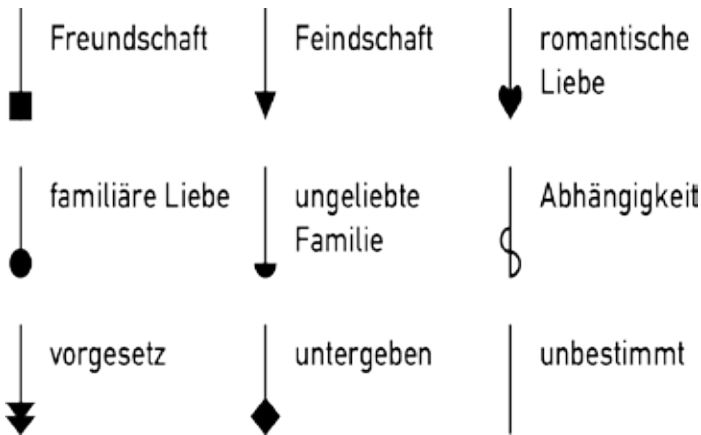 Freundschaft
Feindschaft
romantische
Liebe
familiäre Liebe
ungeliebte
Familie
Abhängigkeit
vorgesetz
untergeben
unbestimmt